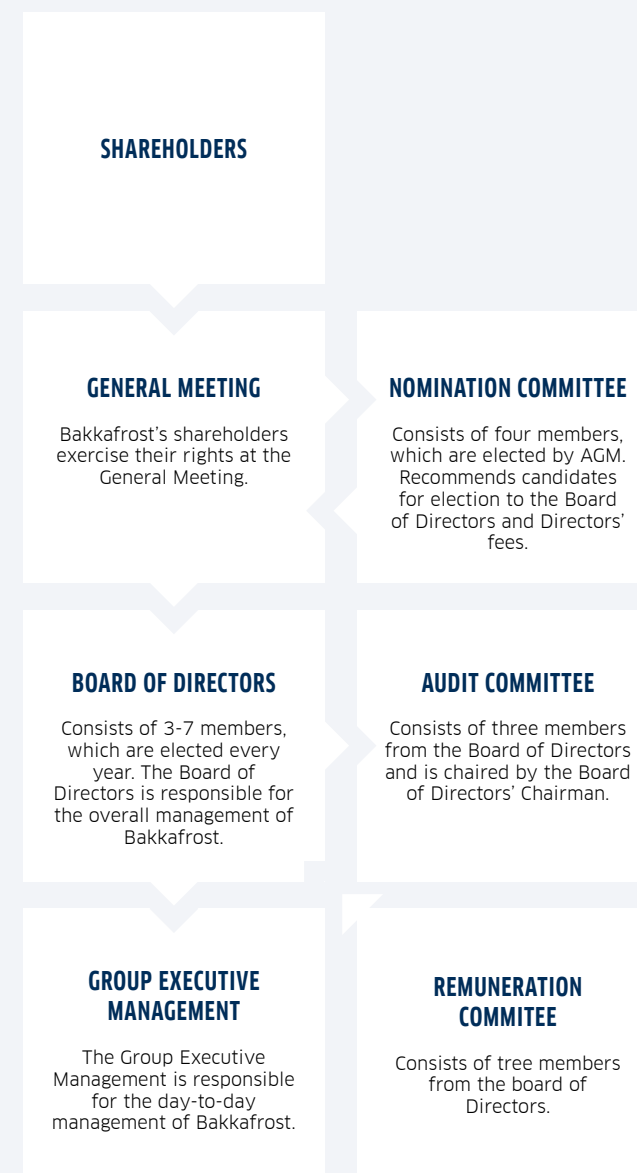 SHAREHOLDERS
GENERAL MEETING
Bakkafrost’s shareholders
exercise their rights at the
General Meeting.
NOMINATION COMMITTEE
Consists of four members,
which are elected by AGM.
Recommends candidates
for election to the Board
of Directors and Directors’
fees.
BOARD OF DIRECTORS
Consists of 3-7 members,
which are elected every
year. The Board of
Directors is responsible for
the overall management of
Bakkafrost.
AUDIT COMMITTEE
Consists of three members
from the Board of Directors
and is chaired by the Board
of Directors’ Chairman.
GROUP EXECUTIVE
MANAGEMENT
The Group Executive
Management is responsible
for the day-to-day
management of Bakkafrost.
REMUNERATION
COMMITEE
Consists of tree members
from the board of
Directors.